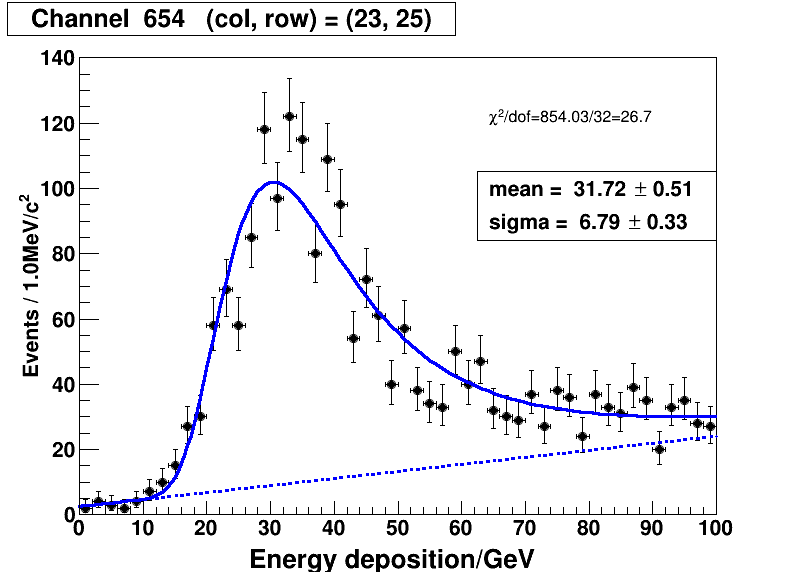 Channel 654 (col, row) = (23, 25)
χ²/dof=854.03/32=26.7
mean = 31.72 ± 0.51
sigma = 6.79 ± 0.33
Events / 1.0MeV/c²
140
120
100
80
60
40
20
0
0 10 20 30 40 50 60 70 80 90 100
Energy deposition/GeV